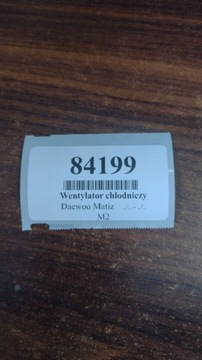 84199
Wentylator chłodniczy
Daewoo Matiz ../.. - ../..
M2